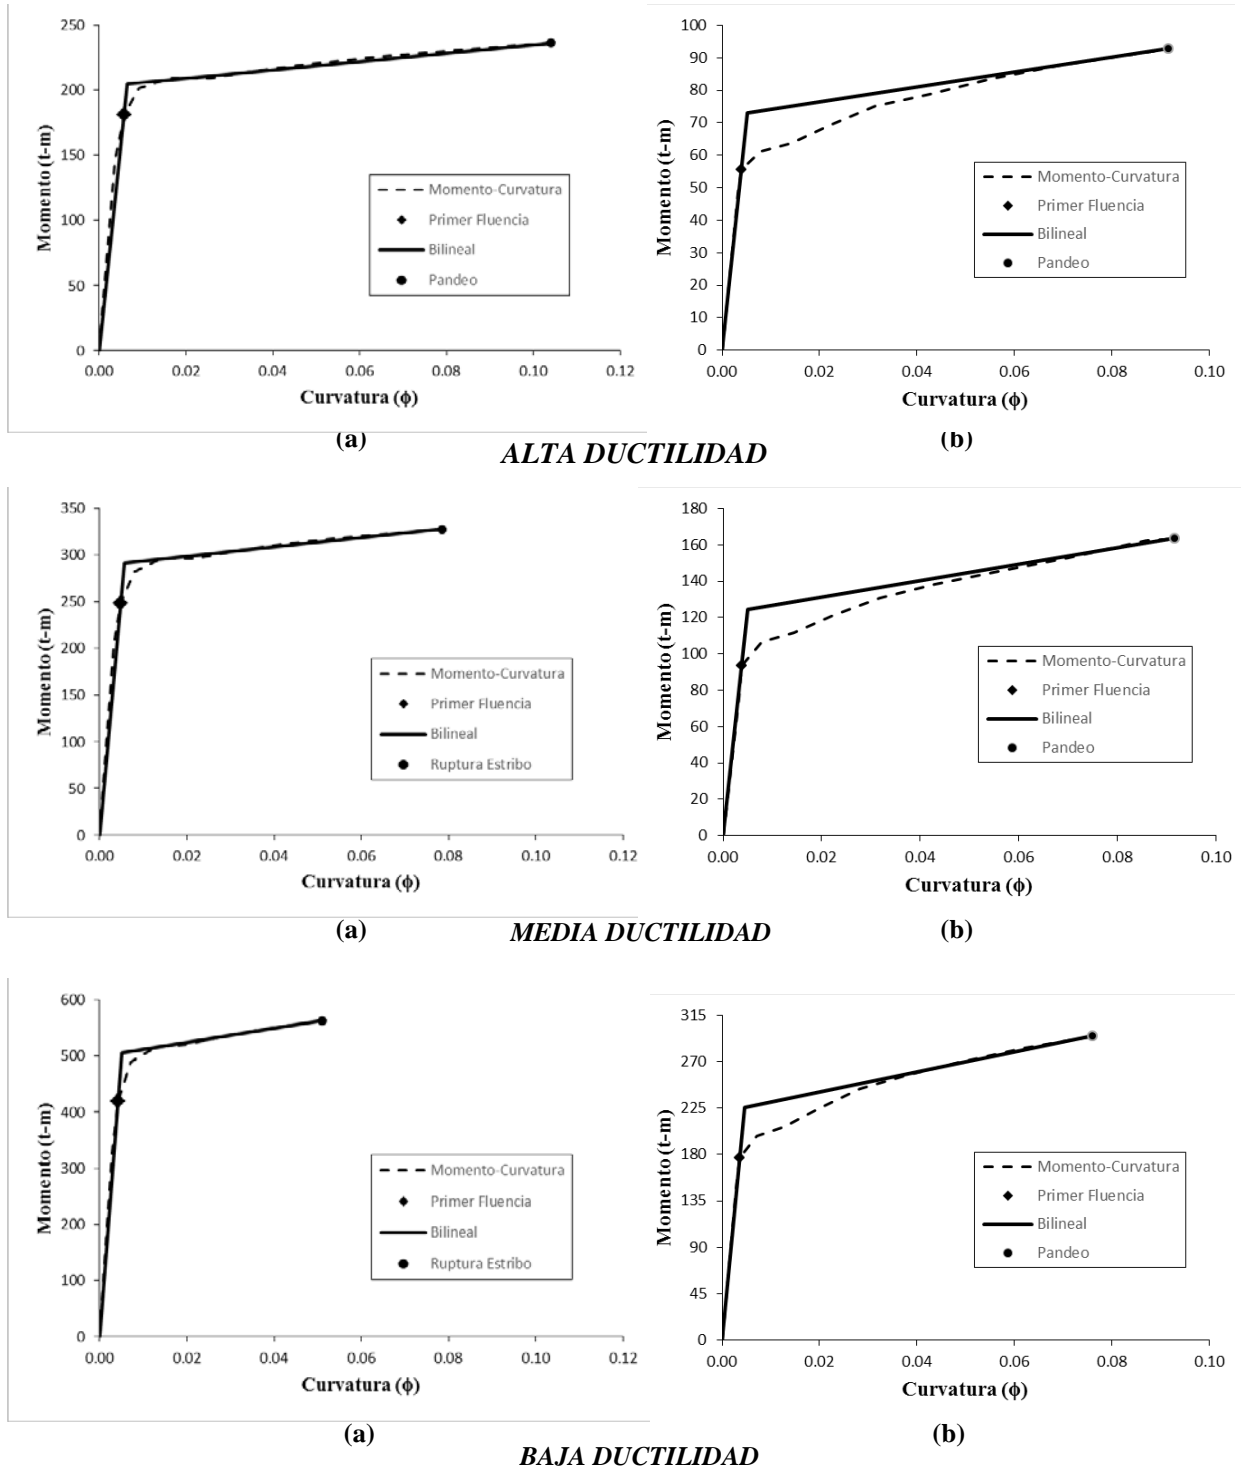 250
200
150
100
50
0
0.00 0.02 0.04 0.06 0.08 0.10 0.12
Momento (t-m)
Curvatura (ϕ)
Momento-Curvatura
Primer Fluencia
Bilineal
Pandeo
(a)
100
90
80
70
60
50
40
30
20
10
0
0.00 0.02 0.04 0.06 0.08 0.10
Momento (t-m)
Curvatura (ϕ)
Momento-Curvatura
Primer Fluencia
Bilineal
Pandeo
(b)
ALTA DUCTILIDAD
350
300
250
200
150
100
50
0
0.00 0.02 0.04 0.06 0.08 0.10 0.12
Momento (t-m)
Curvatura (ϕ)
Momento-Curvatura
Primer Fluencia
Bilineal
Ruptura Estribo
(a)
180
160
140
120
100
80
60
40
20
0
0.00 0.02 0.04 0.06 0.08 0.10
Momento (t-m)
Curvatura (ϕ)
Momento-Curvatura
Primer Fluencia
Bilineal
Pandeo
(b)
MEDIA DUCTILIDAD
600
500
400
300
200
100
0
0.00 0.02 0.04 0.06 0.08 0.10 0.12
Momento (t-m)
Curvatura (ϕ)
Momento-Curvatura
Primer Fluencia
Bilineal
Ruptura Estribo
(a)
315
270
225
180
135
90
45
0
0.00 0.02 0.04 0.06 0.08 0.10
Momento (t-m)
Curvatura (ϕ)
Momento-Curvatura
Primer Fluencia
Bilineal
Pandeo
(b)
BAJA DUCTILIDAD